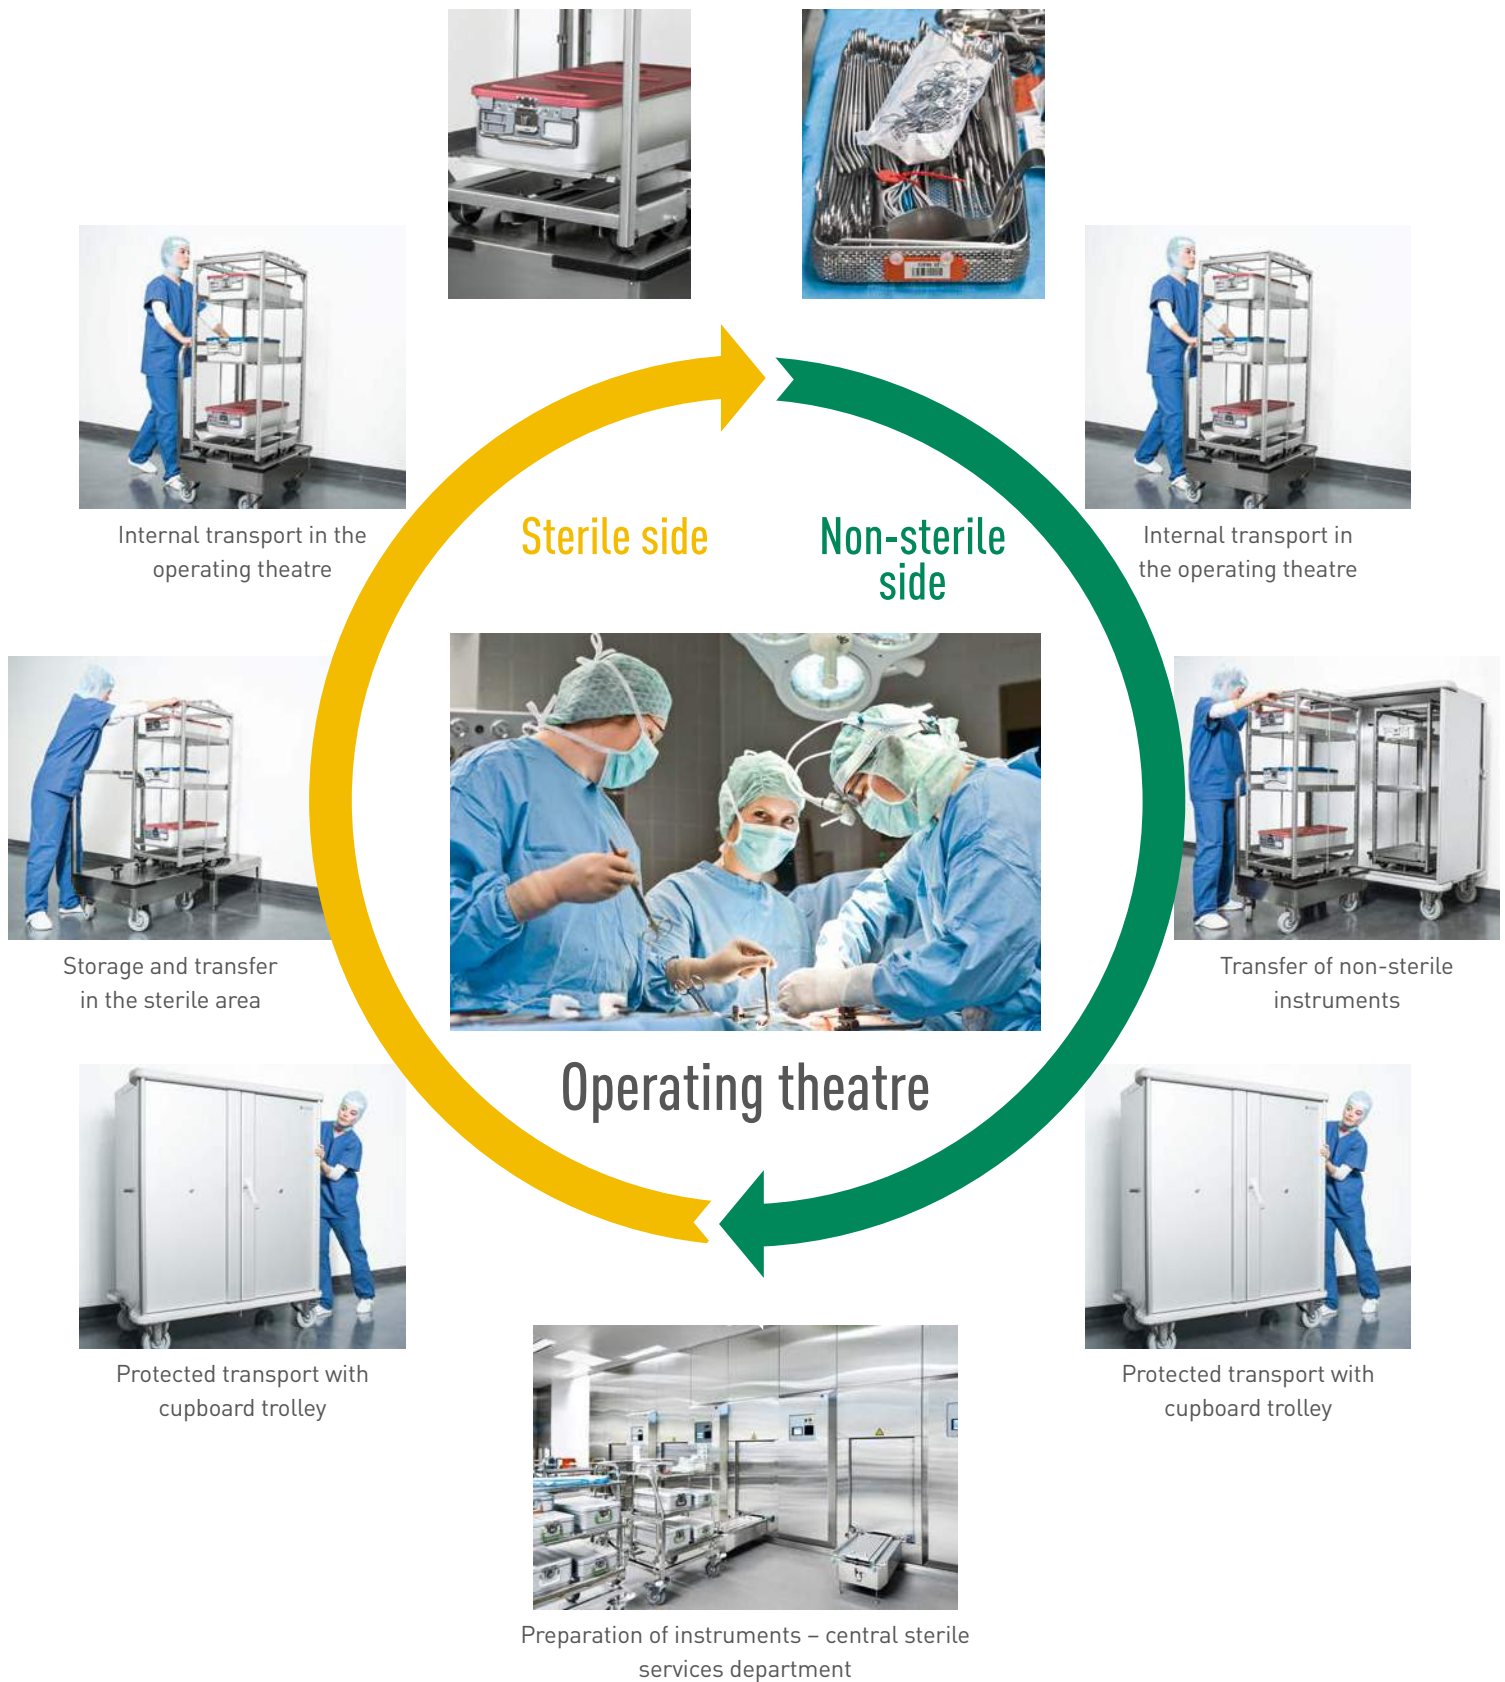 Sterile side
Non-sterile
side
Internal transport in the
operating theatre
Internal transport in
the operating theatre
Storage and transfer
in the sterile area
Transfer of non-sterile
instruments
Operating theatre
Protected transport with
cupboard trolley
Protected transport with
cupboard trolley
Preparation of instruments – central sterile
services department